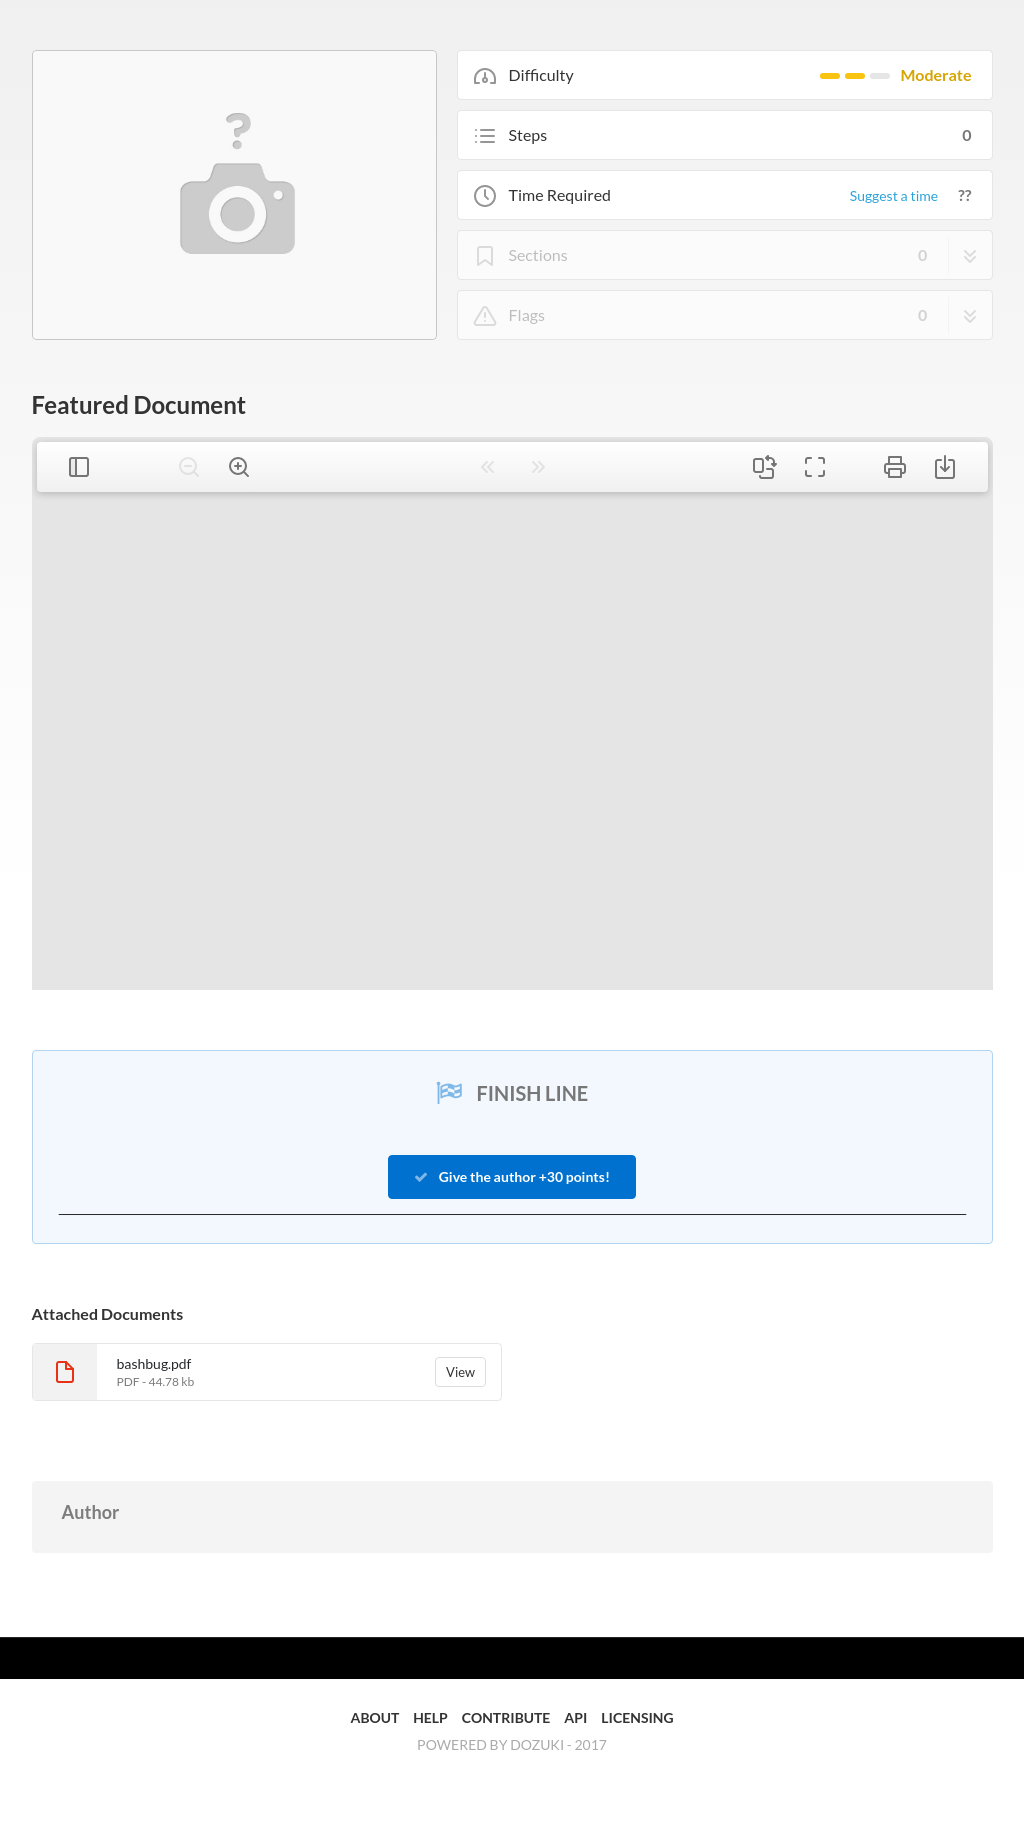 Difficulty
Moderate
Steps
0
Time Required
Suggest a time
??
Sections
0
Flags
0
Featured Document
FINISH LINE
Give the author +30 points!
Attached Documents
bashbug.pdf
PDF - 44.78 kb
View
Author
ABOUT HELP CONTRIBUTE API LICENSING
POWERED BY DOZUKI - 2017